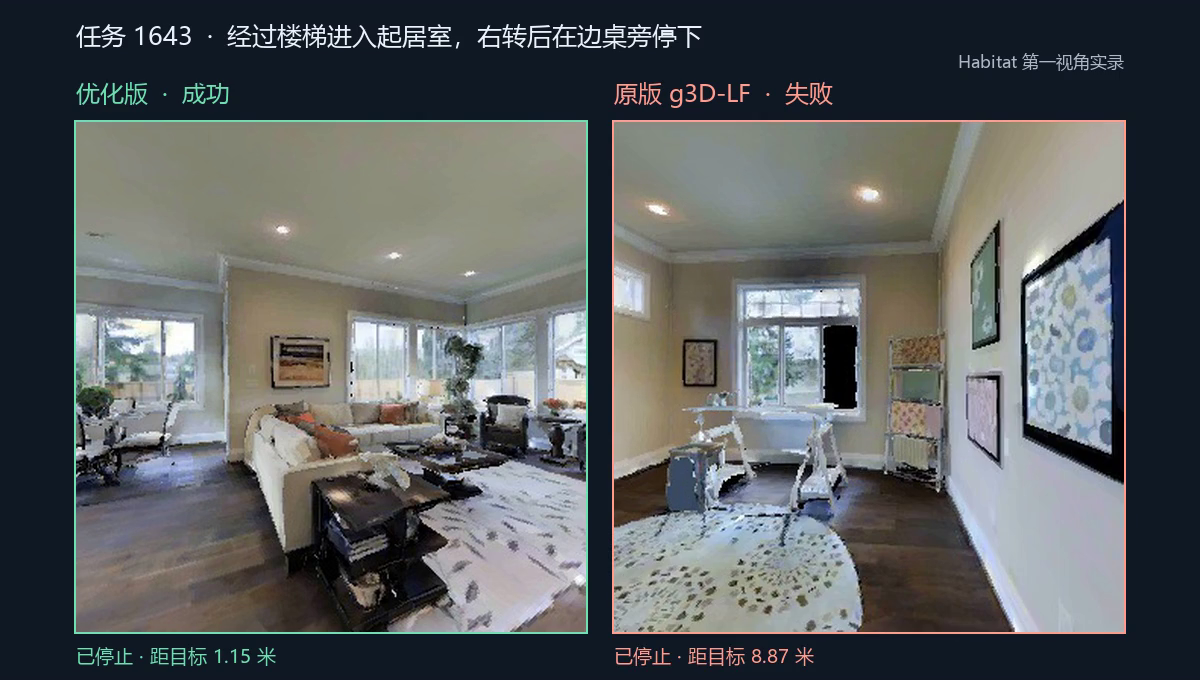 任务 1643 · 经过楼梯进入起居室，右转后在边桌旁停下
Habitat 第一视角实录
优化版 · 成功
原版 g3D-LF · 失败
已停止 · 距目标 1.15 米
已停止 · 距目标 8.87 米